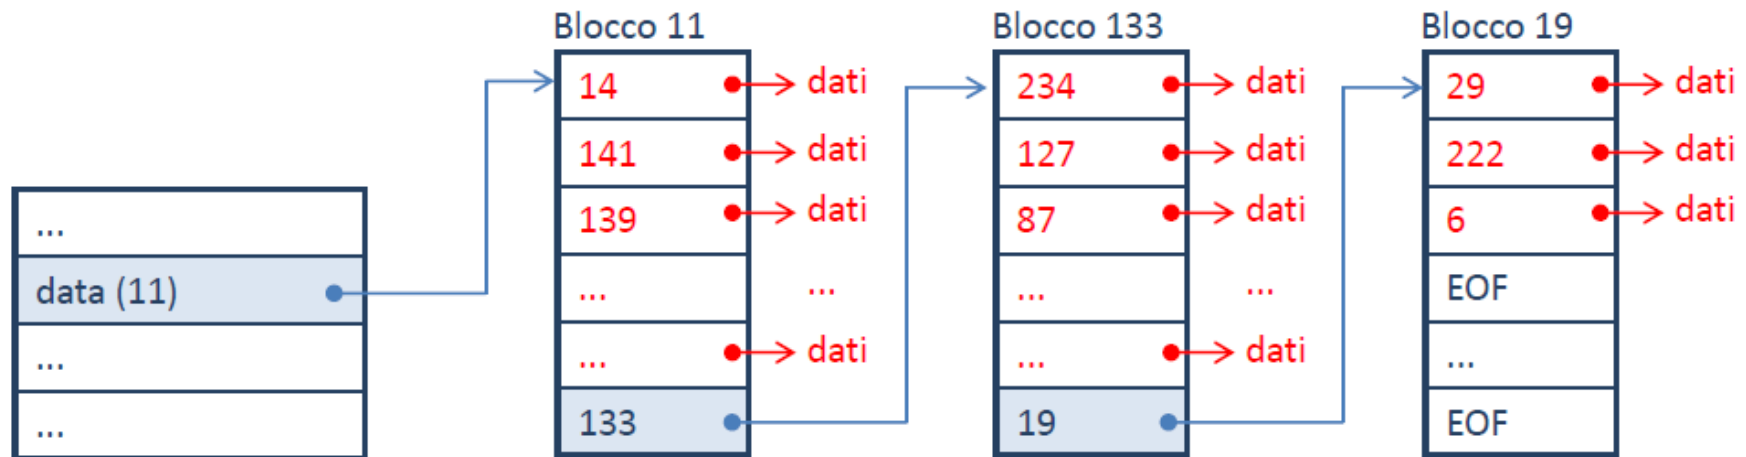 ...
data (11)
...
...
Blocco 11
14 dati
141 dati
139 dati
... ...
... dati
133
Blocco 133
234 dati
127 dati
87 dati
... ...
... dati
19
Blocco 19
29 dati
222 dati
6 dati
EOF
...
EOF